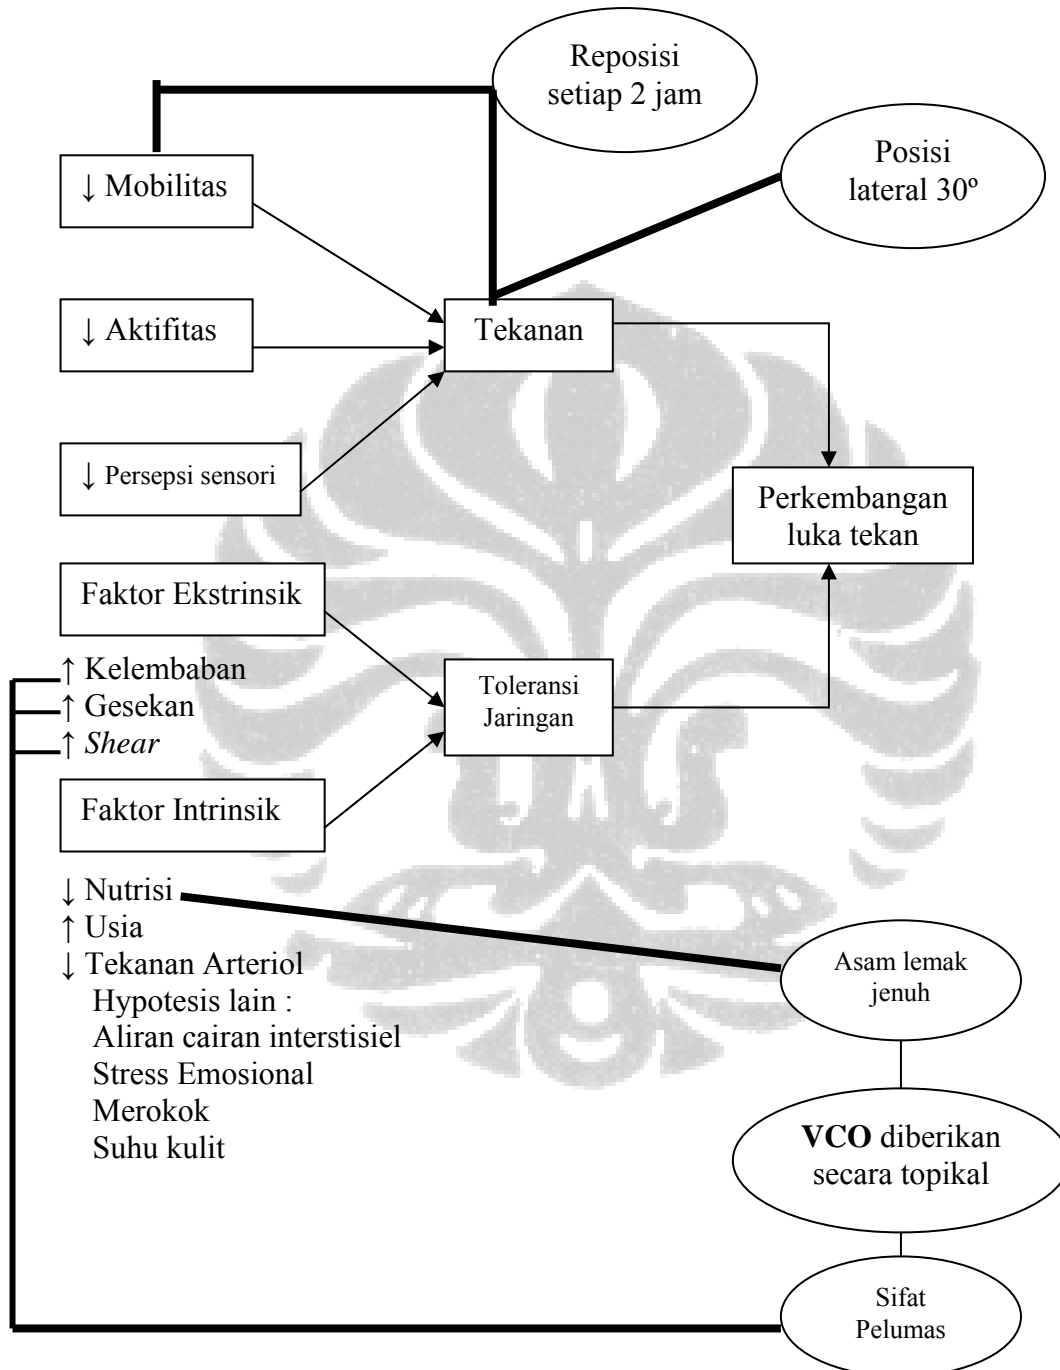 Reposisi
setiap 2 jam
Posisi
lateral 30º
↓ Mobilitas
↓ Aktifitas
Tekanan
↓ Persepsi sensori
Perkembangan
luka tekan
Faktor Ekstrinsik
↑ Kelembaban
↑ Gesekan
↑ Shear
Toleransi
Jaringan
Faktor Intrinsik
↓ Nutrisi
↑ Usia
↓ Tekanan Arteriol
Hypotesis lain :
Aliran cairan interstisiel
Stress Emosional
Merokok
Suhu kulit
Asam lemak
jenuh
VCO diberikan
secara topikal
Sifat
Pelumas